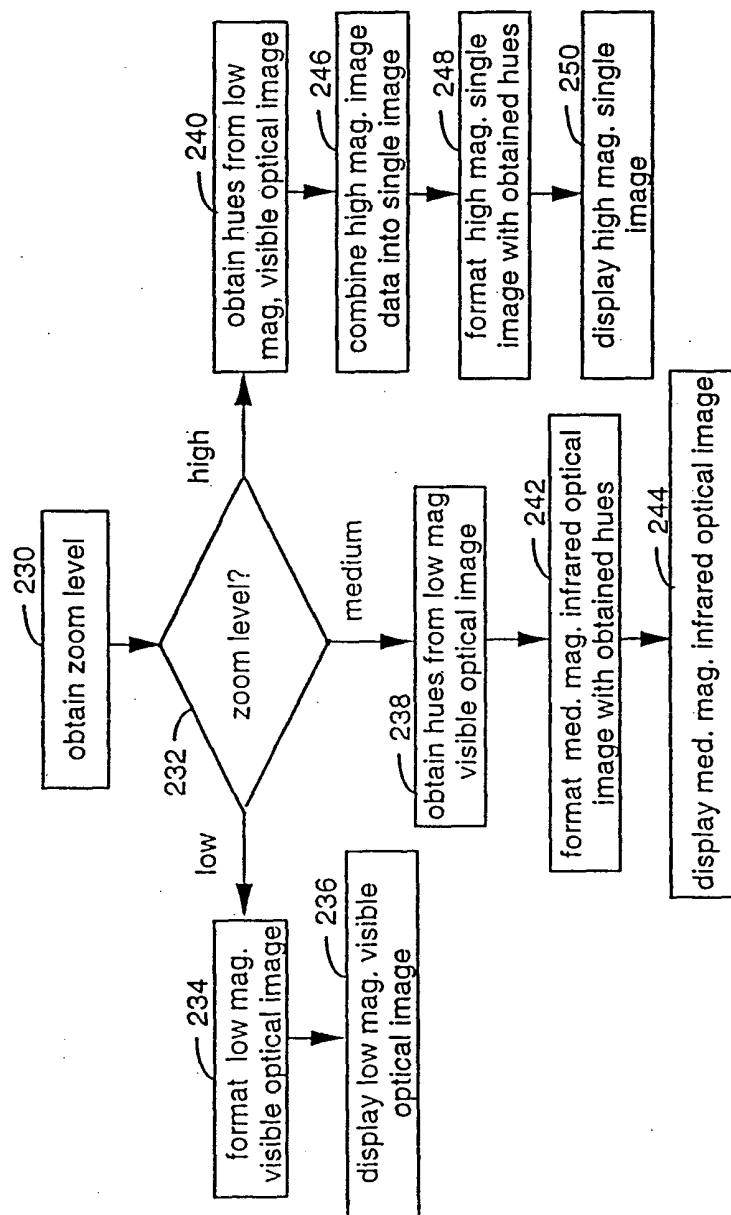 230
obtain zoom level
232
zoom level?
low
medium
high
234
format low mag.
visible optical image
236
display low mag. visible
optical image
238
obtain hues from low mag
visible optical image
242
format med. mag. infrared optical
image with obtained hues
244
display med. mag. infrared optical image
240
obtain hues from low
mag, visible optical image
246
combine high mag. image
data into single image
248
format high mag. single
image with obtained hues
250
display high mag. single
image